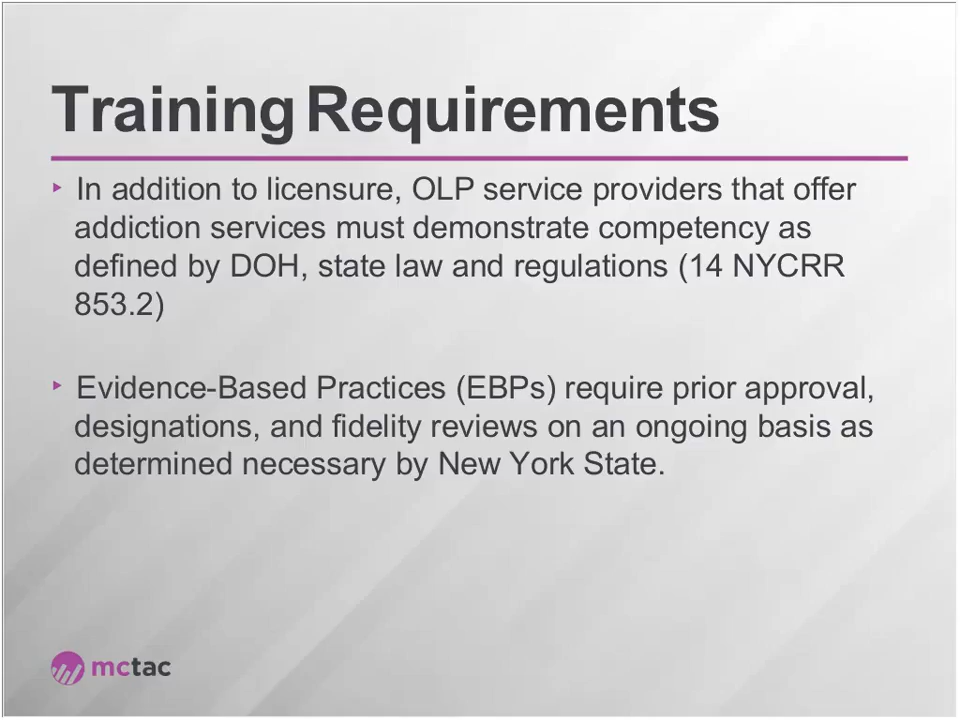 Training Requirements
‣ In addition to licensure, OLP service providers that offer
addiction services must demonstrate competency as
defined by DOH, state law and regulations (14 NYCRR
853.2)
‣ Evidence-Based Practices (EBPs) require prior approval,
designations, and fidelity reviews on an ongoing basis as
determined necessary by New York State.
mctac